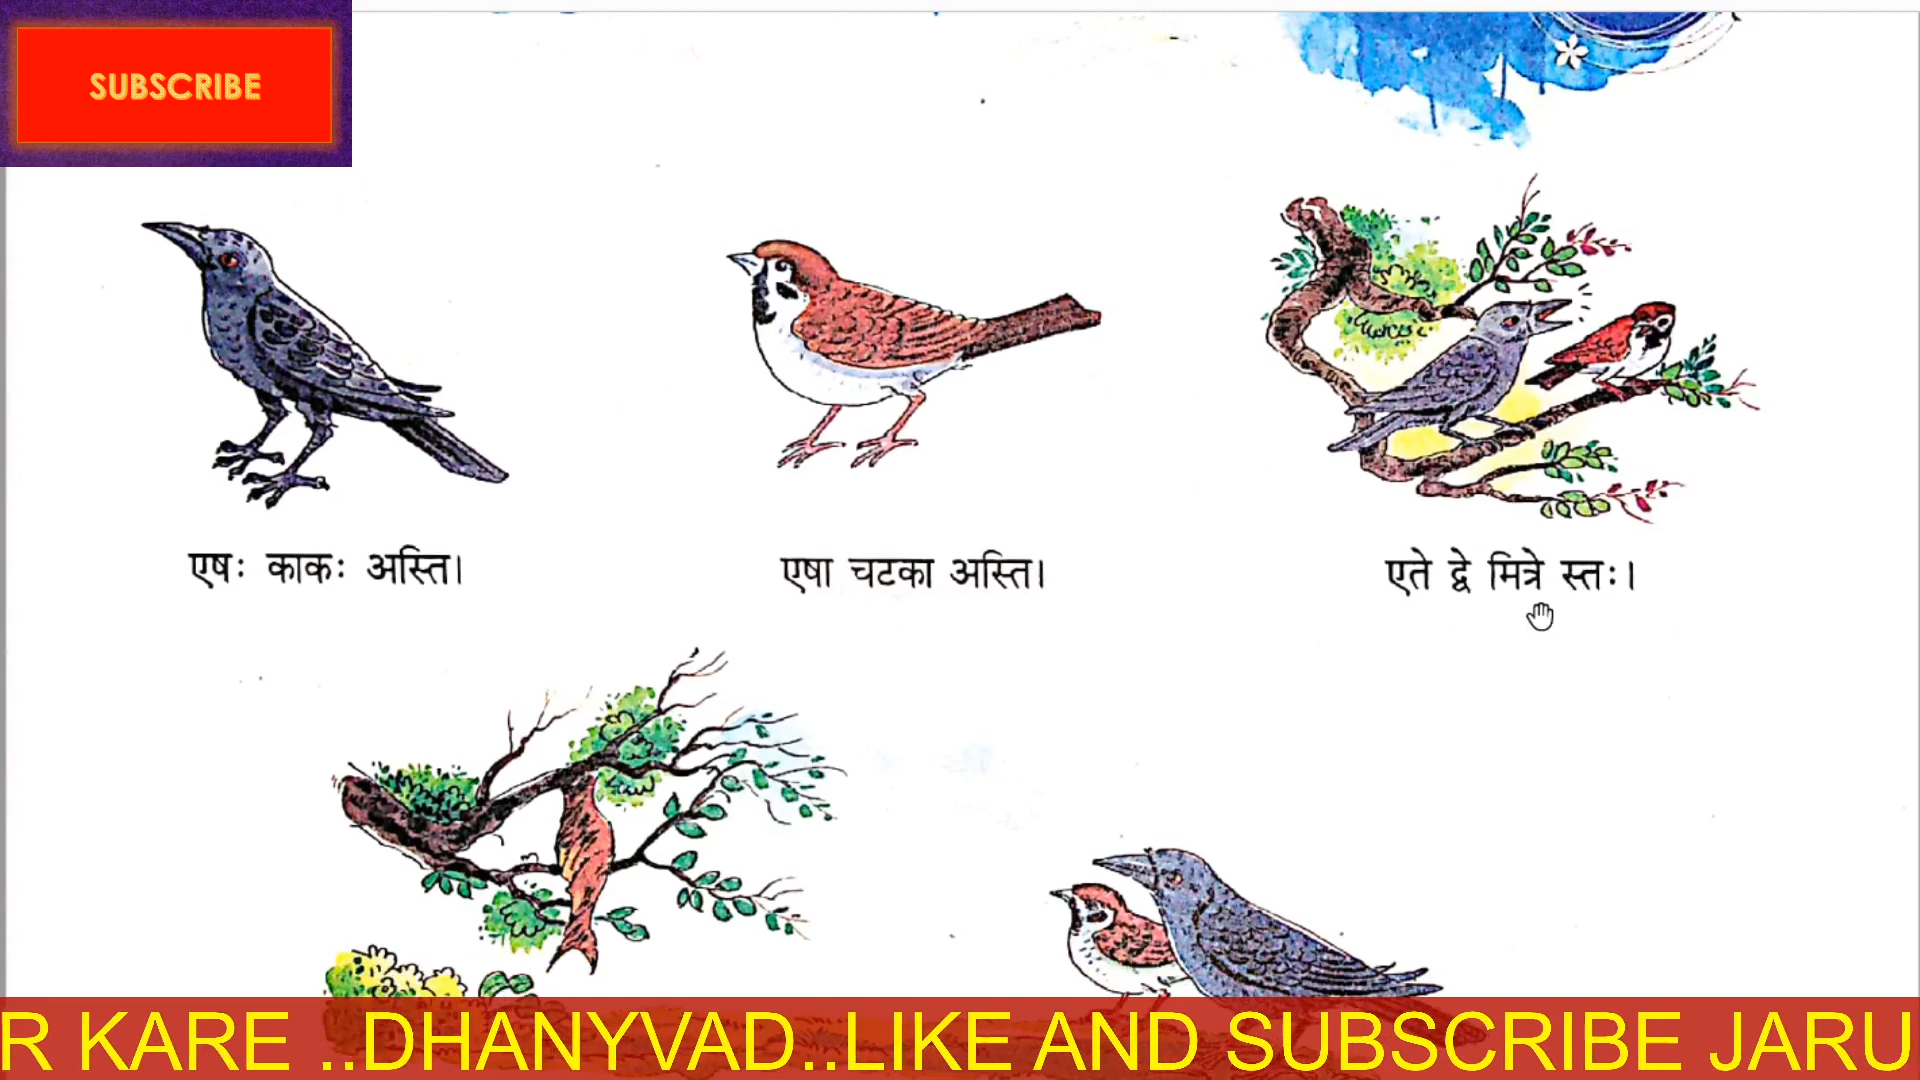 SUBSCRIBE
एषः काकः अस्ति।
एषा चटका अस्ति।
एते द्वे मित्रे स्तः।
R KARE ..DHANYVAD..LIKE AND SUBSCRIBE JARU